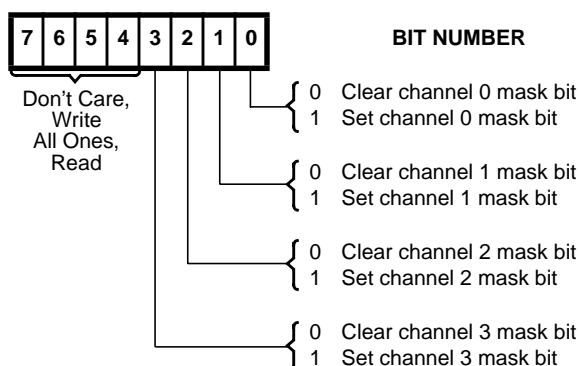 7 6 5 4 3 2 1 0 BIT NUMBER
Don't Care,
Write
All Ones,
Read
0 Clear channel 0 mask bit
1 Set channel 0 mask bit
0 Clear channel 1 mask bit
1 Set channel 1 mask bit
0 Clear channel 2 mask bit
1 Set channel 2 mask bit
0 Clear channel 3 mask bit
1 Set channel 3 mask bit